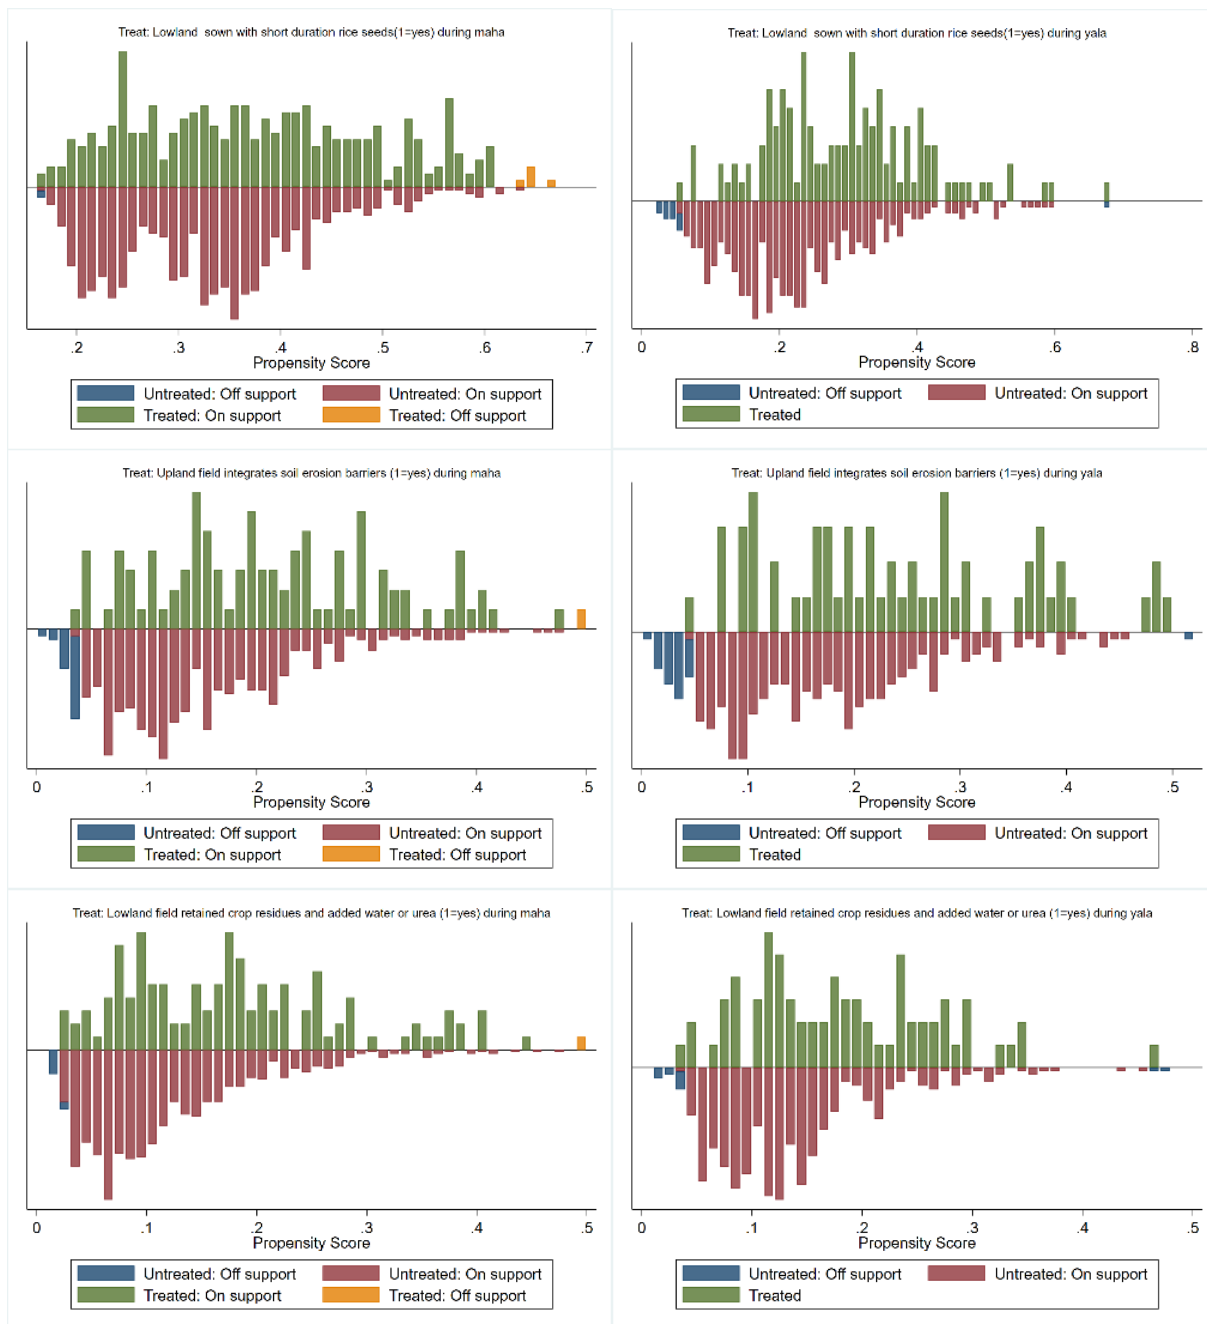 Treat: Lowland  sown with short duration rice seeds(1=yes) during maha
.2 .3 .4 .5 .6 .7
Propensity Score
Untreated: Off support Untreated: On support
Treated: On support Treated: Off support
Treat: Lowland  sown with short duration rice seeds(1=yes) during yala
0 .2 .4 .6 .8
Propensity Score
Untreated: Off support Untreated: On support
Treated
Treat: Upland field integrates soil erosion barriers (1=yes) during maha
0 .1 .2 .3 .4 .5
Propensity Score
Untreated: Off support Untreated: On support
Treated: On support Treated: Off support
Treat: Upland field integrates soil erosion barriers (1=yes) during yala
0 .1 .2 .3 .4 .5
Propensity Score
Untreated: Off support Untreated: On support
Treated
Treat: Lowland field retained crop residues and added water or urea (1=yes) during maha
0 .1 .2 .3 .4 .5
Propensity Score
Untreated: Off support Untreated: On support
Treated: On support Treated: Off support
Treat: Lowland field retained crop residues and added water or urea (1=yes) during yala
0 .1 .2 .3 .4 .5
Propensity Score
Untreated: Off support Untreated: On support
Treated